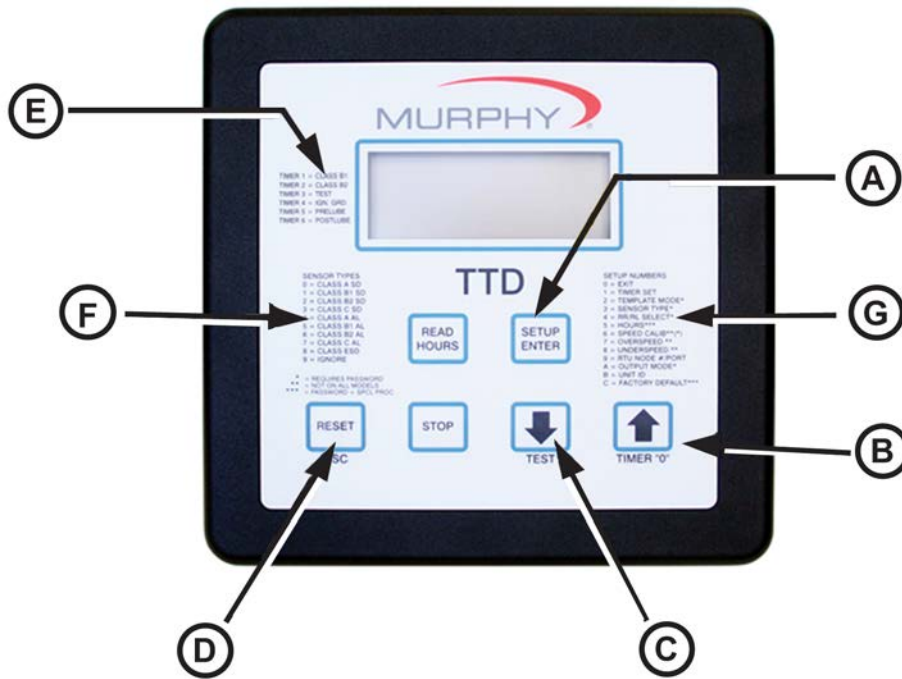 E
MURPHY
®
TIMER 1 = CLASS B1
TIMER 2 = CLASS B2
TIMER 3 = TEST
TIMER 4 = IGN. GRD
TIMER 5 = PRELUBE
TIMER 6 = POSTLUBE
A
TTD
SENSOR TYPES
0 = CLASS A SD
1 = CLASS B1 SD
2 = CLASS B2 SD
3 = CLASS C SD
4 = CLASS A AL
5 = CLASS B1 AL
6 = CLASS B2 AL
7 = CLASS C AL
8 = CLASS ESD
9 = IGNORE
* = REQUIRES PASSWORD
** = NOT ON ALL MODELS
*** = PASSWORD + SPCL PROC
F
READ
HOURS
SETUP
ENTER
SETUP NUMBERS
0 = EXIT
1 = TIMER SET
2 = TEMPLATE MODE*
3 = SENSOR TYPE*
4 = RR/RL SELECT*
5 = HOURS***
6 = SPEED CALIB**(*)
7 = OVERSPEED **
8 = UNDERSPEED **
9 = RTU NODE #/PORT
A = OUTPUT MODE*
B = UNIT ID
C = FACTORY DEFAULT***
G
RESET
SC
STOP
TEST
TIMER "0"
B
D
C